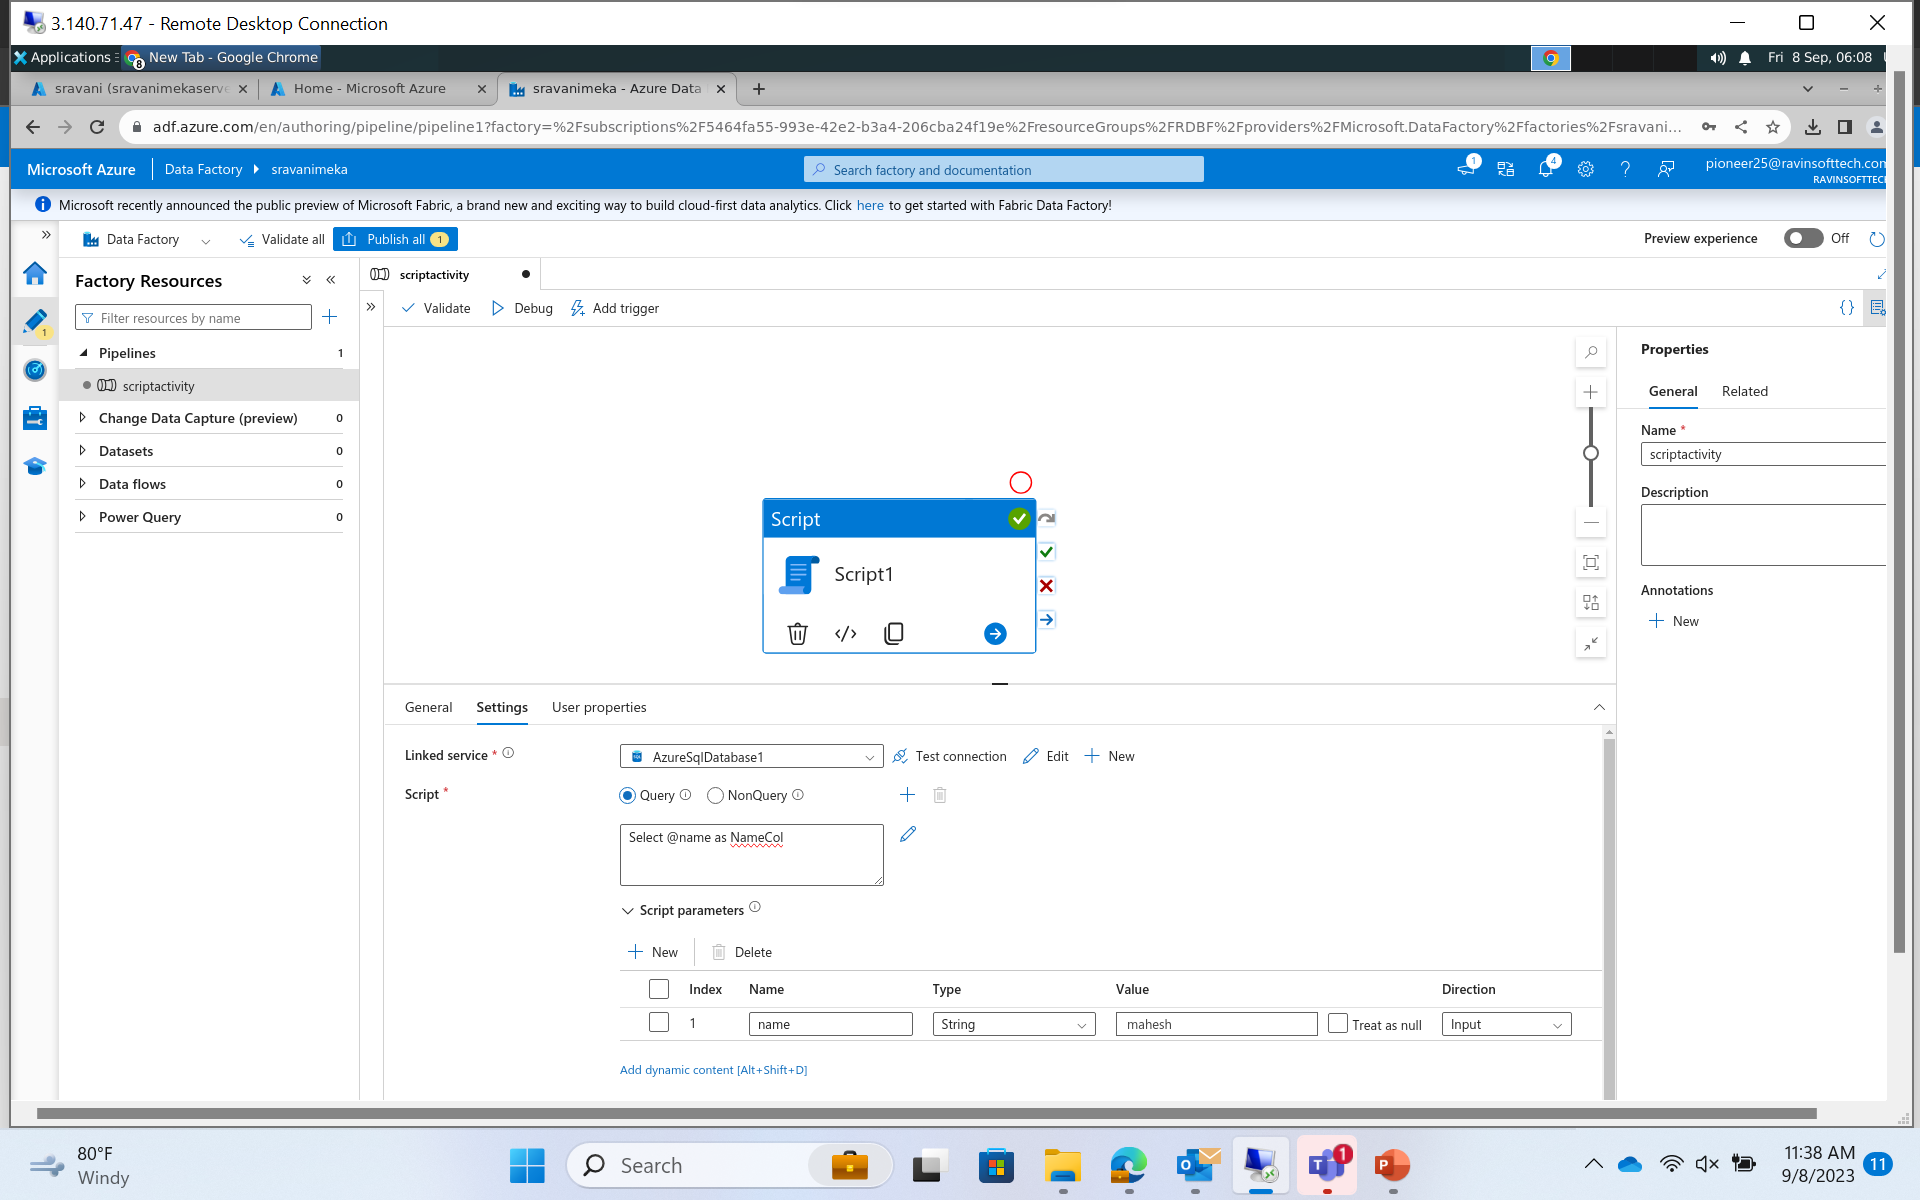 3.140.71.47 - Remote Desktop Connection
Applications
New Tab - Google Chrome
Fri 8 Sep, 06:08
sravani (sravanimekaserve
Home - Microsoft Azure
sravanimeka - Azure Data
adf.azure.com/en/authoring/pipeline/pipeline1?factory=%2Fsubscriptions%2F5464fa55-993e-42e2-b3a4-206cba24f19e%2FresourceGroups%2FRDBF%2Fproviders%2FMicrosoft.DataFactory%2Ffactories%2Fsravani...
Microsoft Azure
Data Factory
sravanimeka
Search factory and documentation
1
4
pioneer25@ravinsofttech.com
RAVINSOFTTECH
Microsoft recently announced the public preview of Microsoft Fabric, a brand new and exciting way to build cloud-first data analytics. Click here to get started with Fabric Data Factory!
Data Factory
Validate all
Publish all 1
Preview experience
Off
Factory Resources
scriptactivity
Filter resources by name
Validate
Debug
Add trigger
1
Pipelines 1
scriptactivity
Change Data Capture (preview) 0
Datasets 0
Data flows 0
Power Query 0
Script
Script1
Properties
General
Related
Name *
scriptactivity
Description
Annotations
New
General
Settings
User properties
Linked service *
AzureSqlDatabase1
Test connection
Edit
New
Script *
Query
NonQuery
Select @name as NameCol
Script parameters
New
Delete
Index Name Type Value Direction
1 name String mahesh Treat as null Input
Add dynamic content [Alt+Shift+D]
80°F
Windy
Search
1
11:38 AM
9/8/2023
11